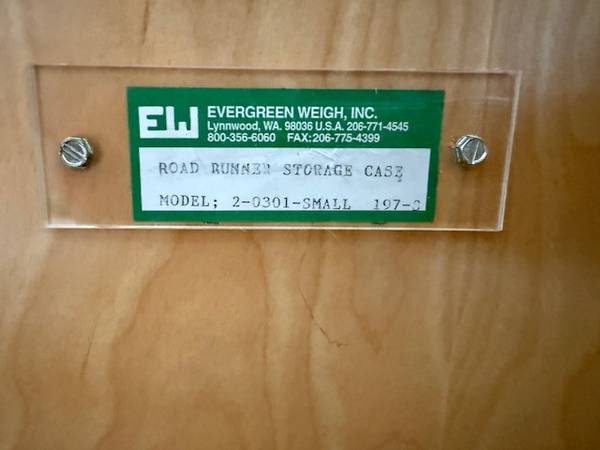 EW
EVERGREEN WEIGH, INC.
Lynnwood, WA. 98036 U.S.A. 206-771-4545
800-356-6060 FAX:206-775-4399
ROAD RUNNER STORAGE CASE
MODEL; 2-0301-SMALL 197-S